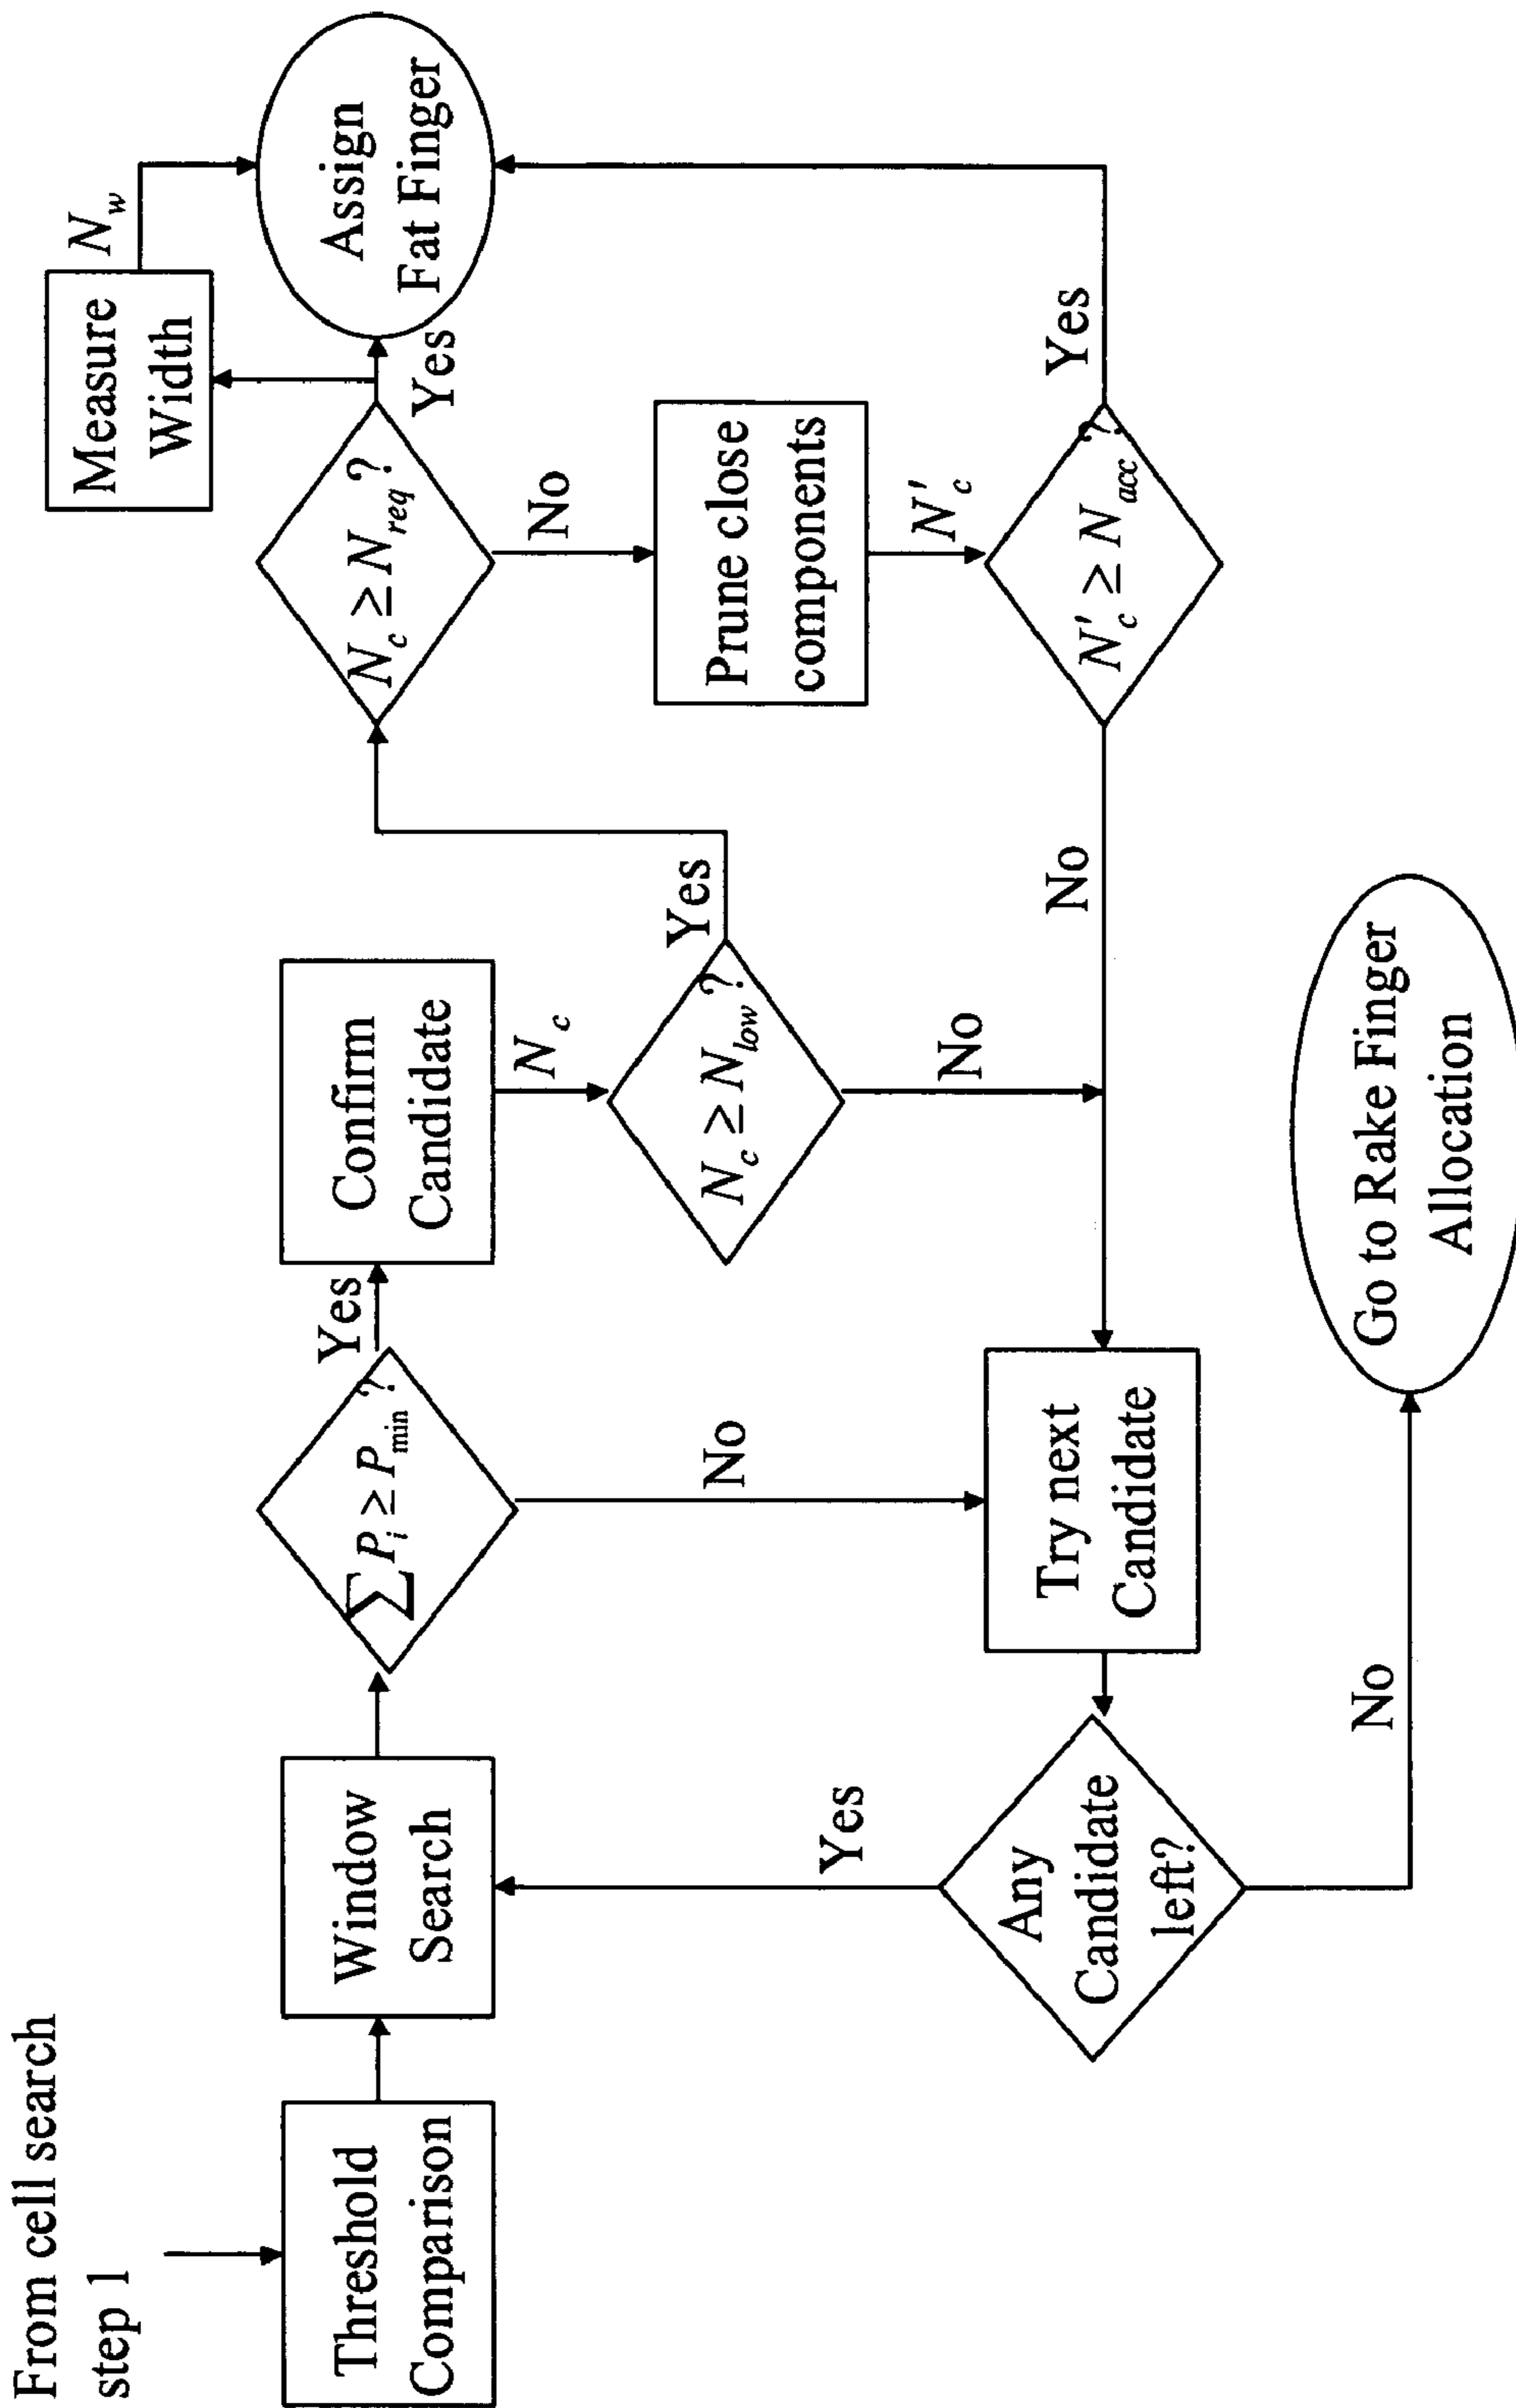 From cell search
step 1
Threshold
Comparison
Window
Search
∑ P_i ≥ P_min ?
Yes
No
Confirm
Candidate
N_c
N_c ≥ N_low ?
Yes
No
N_c ≥ N_req ?
Yes
No
Measure
Width
N_w
Assign
Fat Finger
Prune close
components
N'_c
N'_c ≥ N_acc ?
Yes
No
Try next
Candidate
Any
Candidate
left?
Yes
No
Go to Rake Finger
Allocation